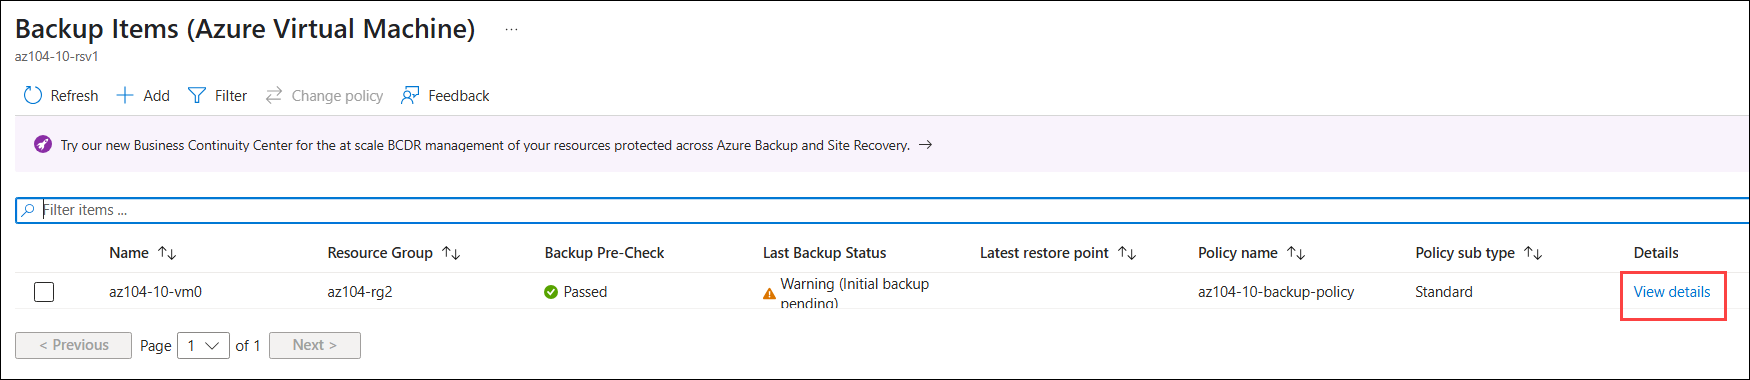 Backup Items (Azure Virtual Machine) ...
az104-10-rsv1
Refresh Add Filter Change policy Feedback
Try our new Business Continuity Center for the at scale BCDR management of your resources protected across Azure Backup and Site Recovery. →
Filter items ...
Name ↑↓ Resource Group ↑↓ Backup Pre-Check Last Backup Status Latest restore point ↑↓ Policy name ↑↓ Policy sub type ↑↓ Details
az104-10-vm0 az104-rg2 Passed Warning (Initial backup az104-10-backup-policy Standard View details
pending)
< Previous Page 1 of 1 Next >